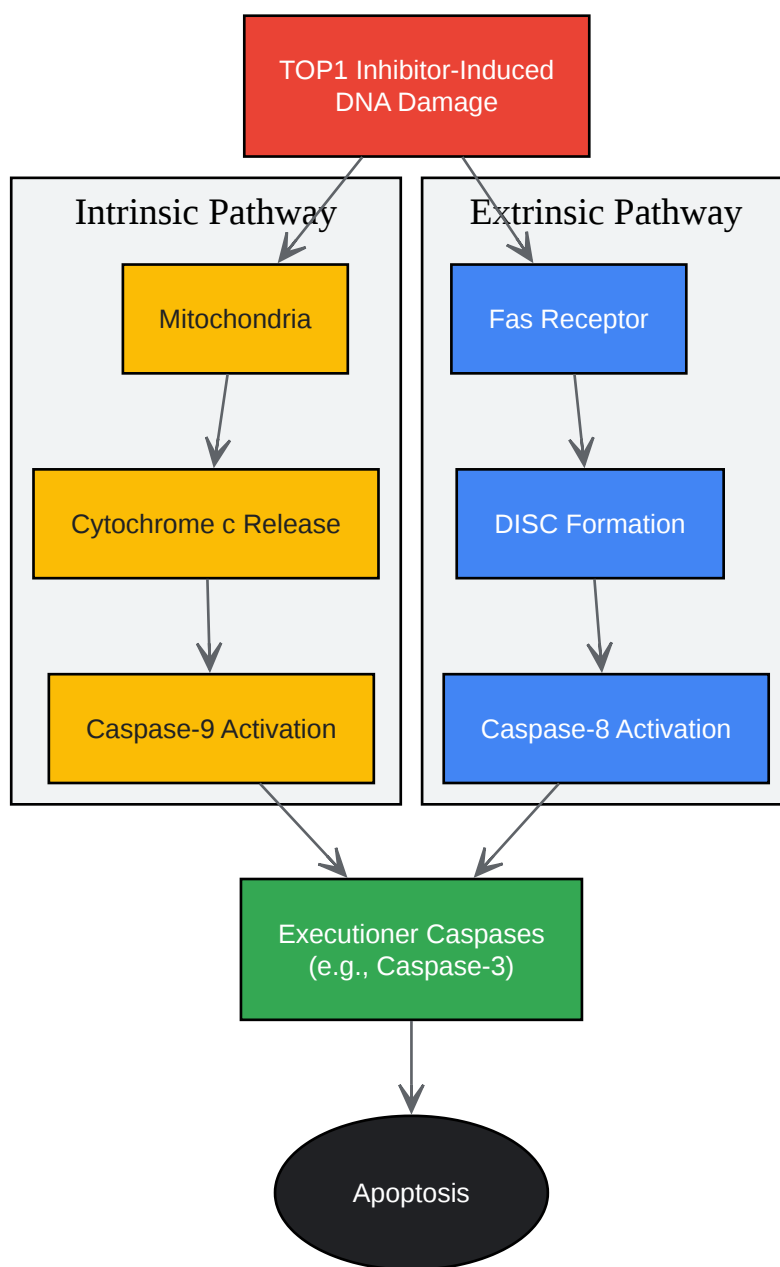 TOP1 Inhibitor-Induced
DNA Damage
Intrinsic Pathway
Mitochondria
Cytochrome c Release
Caspase-9 Activation
Extrinsic Pathway
Fas Receptor
DISC Formation
Caspase-8 Activation
Executioner Caspases
(e.g., Caspase-3)
Apoptosis